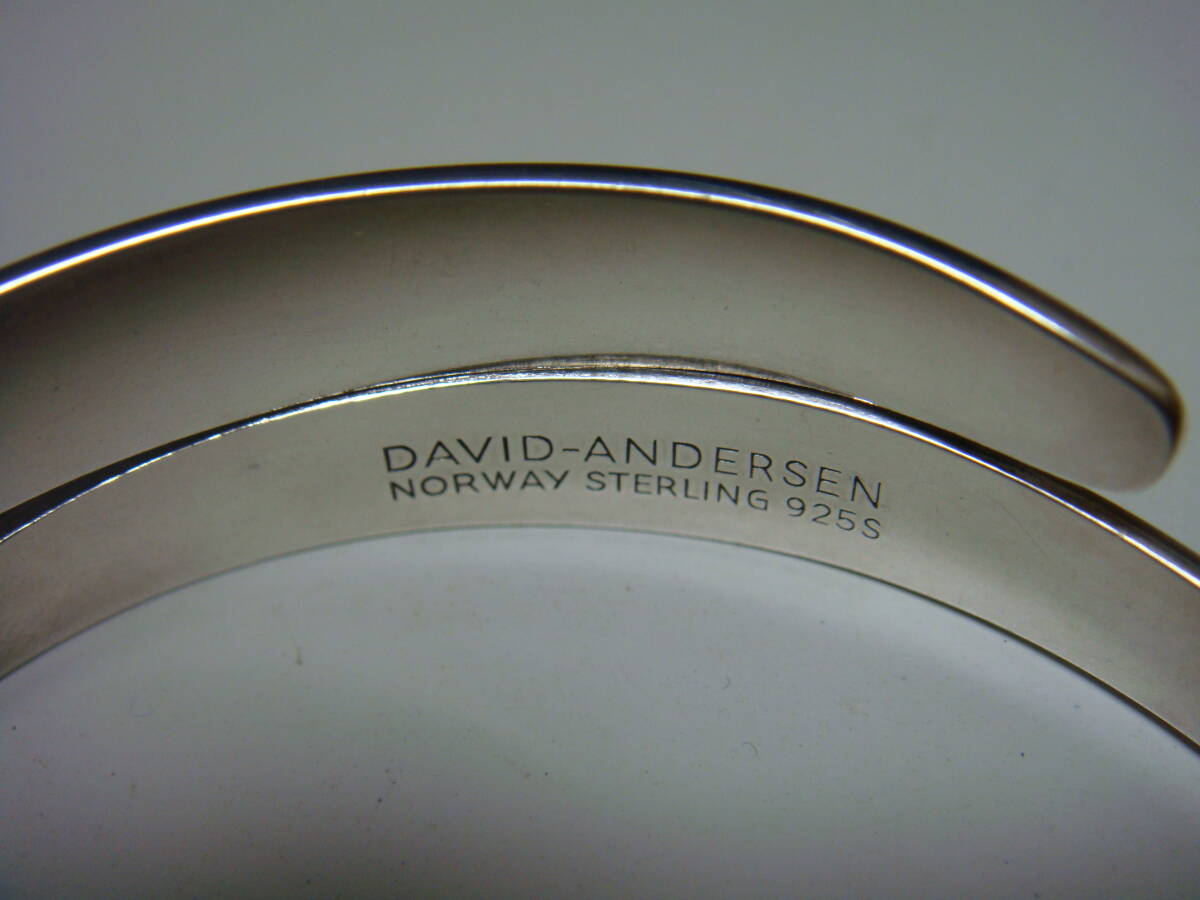 DAVID-ANDERSEN
NORWAY STERLING 925S